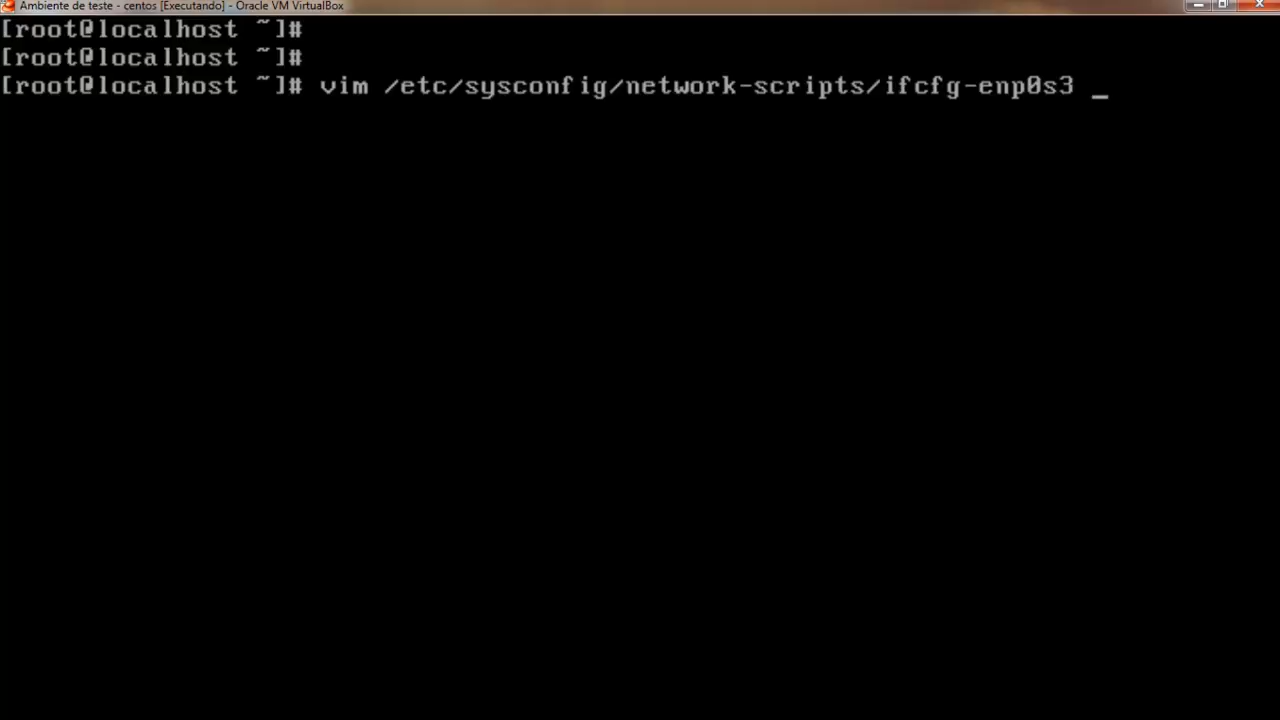 Ambiente de teste - centos [Executando] - Oracle VM VirtualBox
[root@localhost ~]#
[root@localhost ~]#
[root@localhost ~]# vim /etc/sysconfig/network-scripts/ifcfg-enp0s3 _